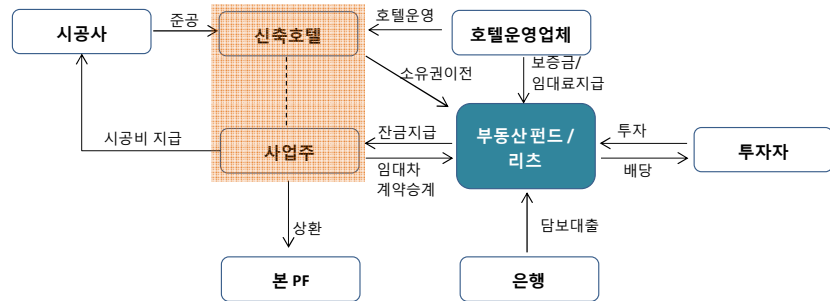 시공사
준공
신축호텔
호텔운영
호텔운영업체
소유권이전
보증금/
임대료지급
시공비 지급
사업주
잔금지급
임대차
계약승계
부동산 펀드 /
리츠
투자
배당
투자자
상환
담보대출
본 PF
은행